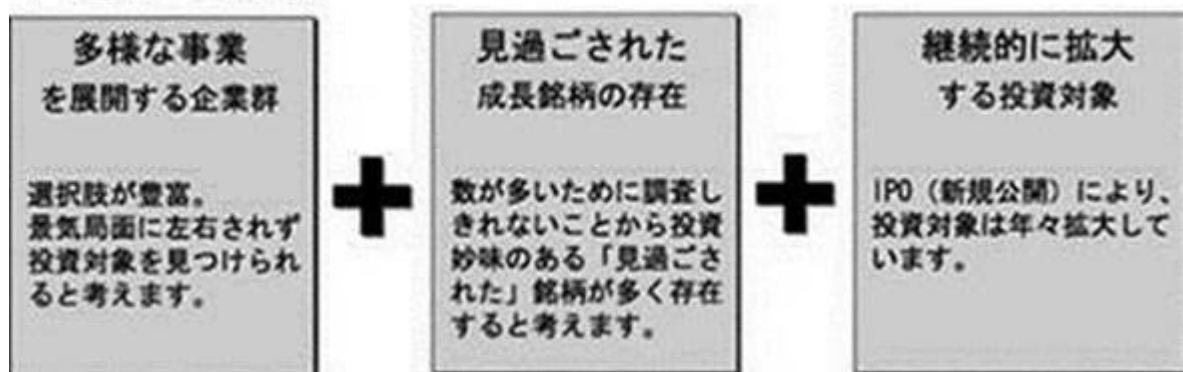 多様な事業
を展開する企業群
選択肢が豊富。
景気局面に左右されず
投資対象を見つけられ
ると考えます。
見過ごされた
成長銘柄の存在
数が多いために調査し
きれないことから投資
妙味のある「見過ごさ
れた」銘柄が多く存在
すると考えます。
継続的に拡大
する投資対象
IPO（新規公開）により、
投資対象は年々拡大して
います。